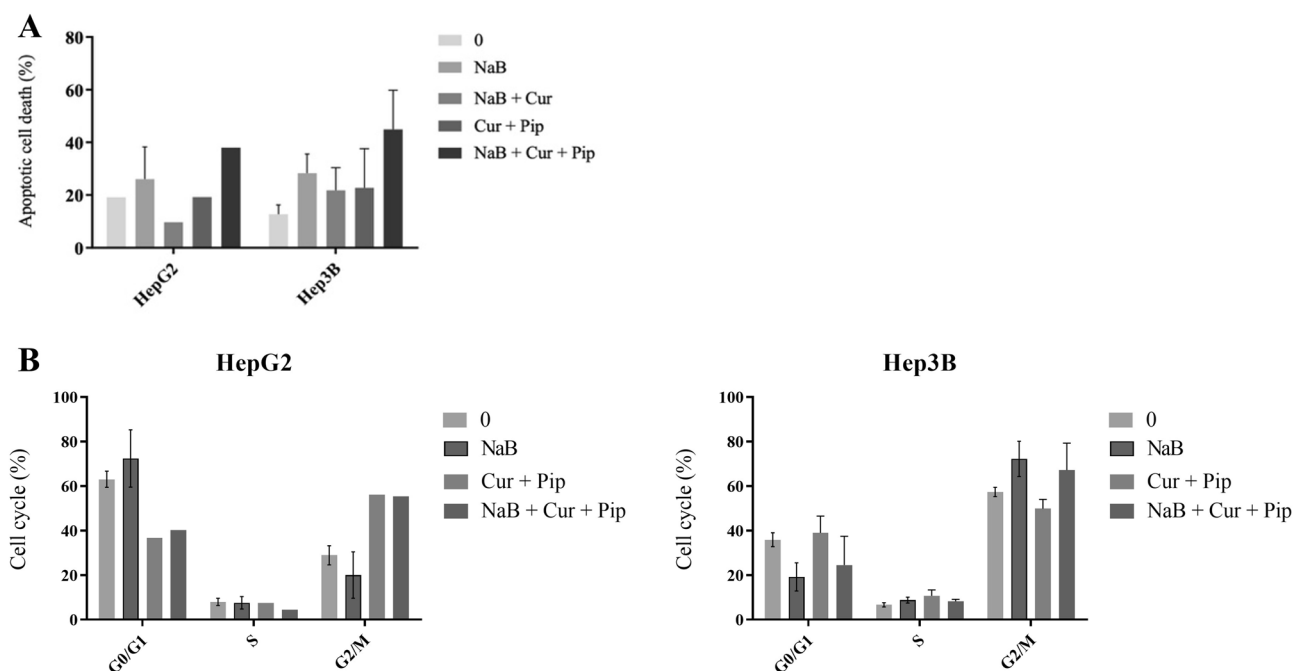 A
Apoptotic cell death (%)
80
60
40
20
0
HepG2
Hep3B
0
NaB
NaB + Cur
Cur + Pip
NaB + Cur + Pip
B
HepG2
Cell cycle (%)
100
80
60
40
20
0
G0/G1
S
G2/M
0
NaB
Cur + Pip
NaB + Cur + Pip
Hep3B
Cell cycle (%)
100
80
60
40
20
0
G0/G1
S
G2/M
0
NaB
Cur + Pip
NaB + Cur + Pip